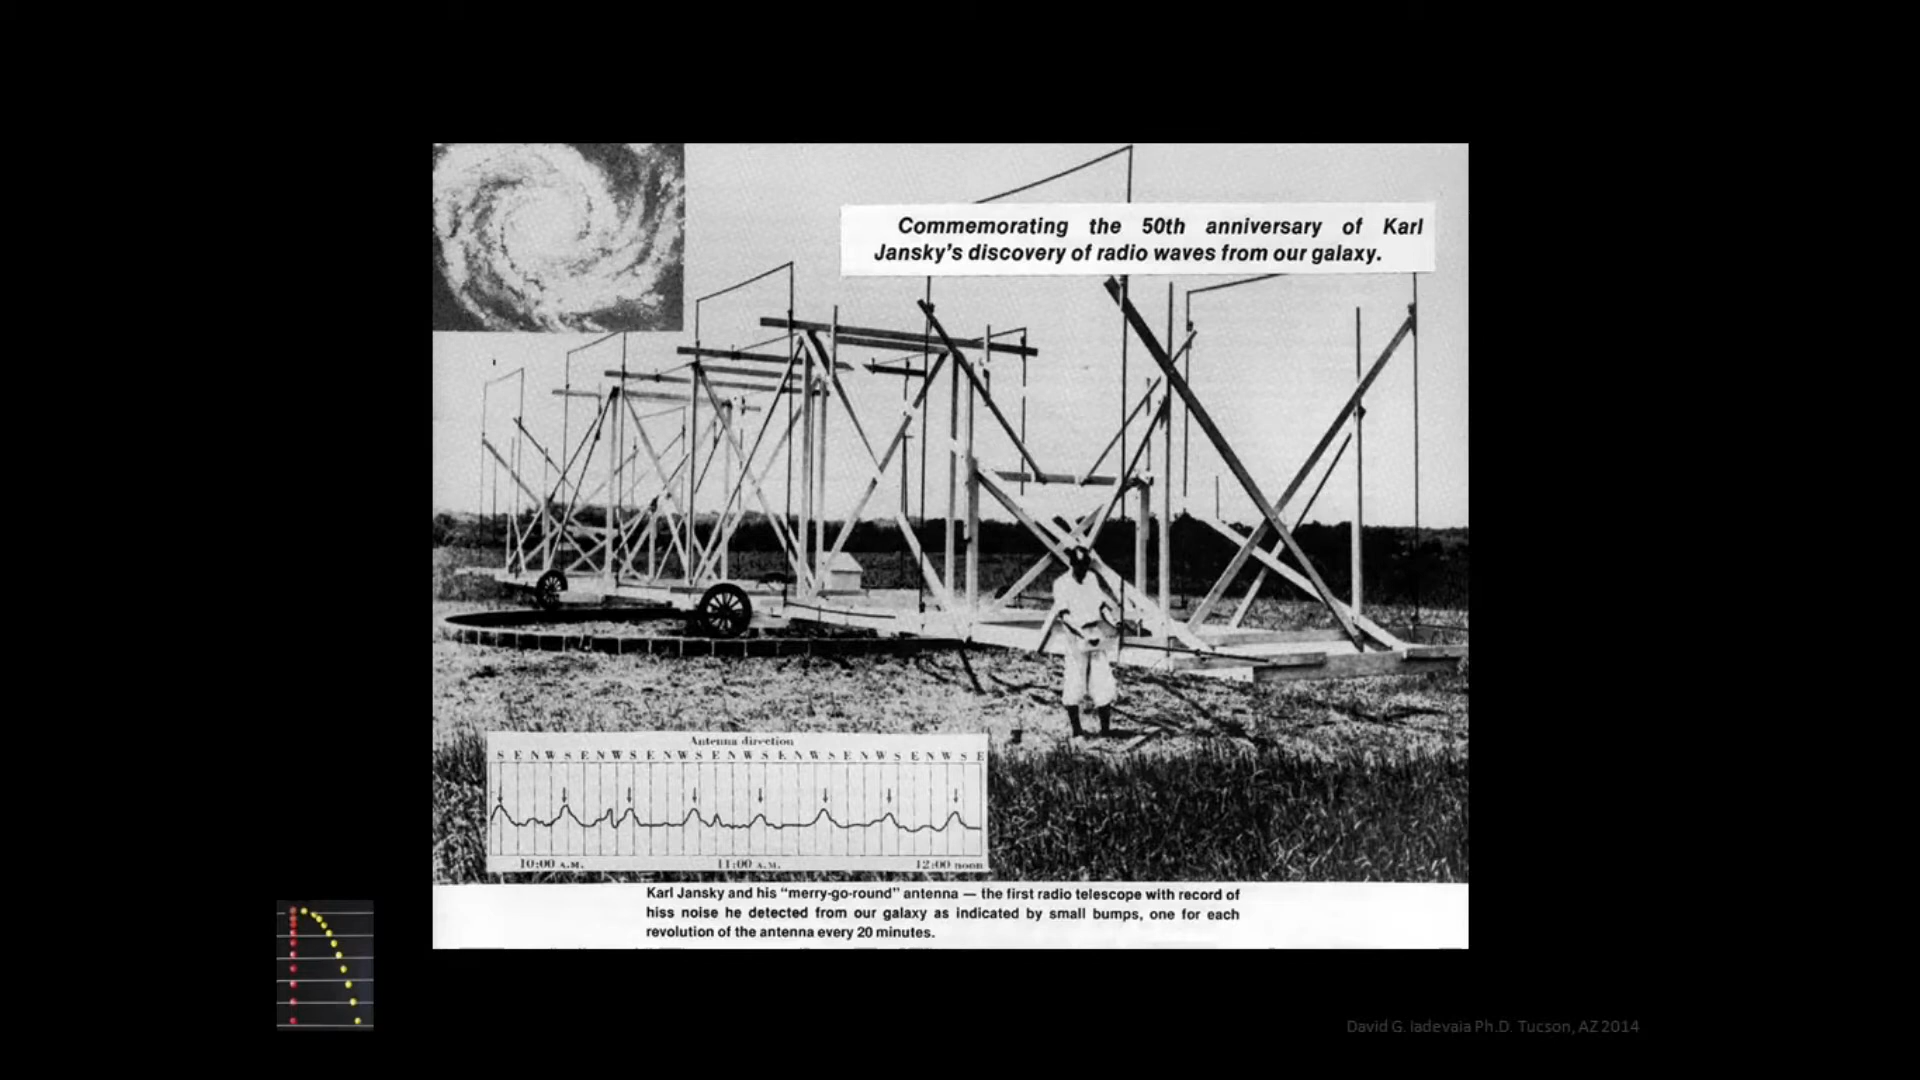 Commemorating the 50th anniversary of Karl
Jansky's discovery of radio waves from our galaxy.
Antenna direction
S E N W S E N W S E N W S E N W S E N W S E N W S E N W S E
10:00 A.M. 11:00 A.M. 12:00 noon
Karl Jansky and his "merry-go-round" antenna — the first radio telescope with record of
hiss noise he detected from our galaxy as indicated by small bumps, one for each
revolution of the antenna every 20 minutes.
David G. Iadevaia Ph.D. Tucson, AZ 2014